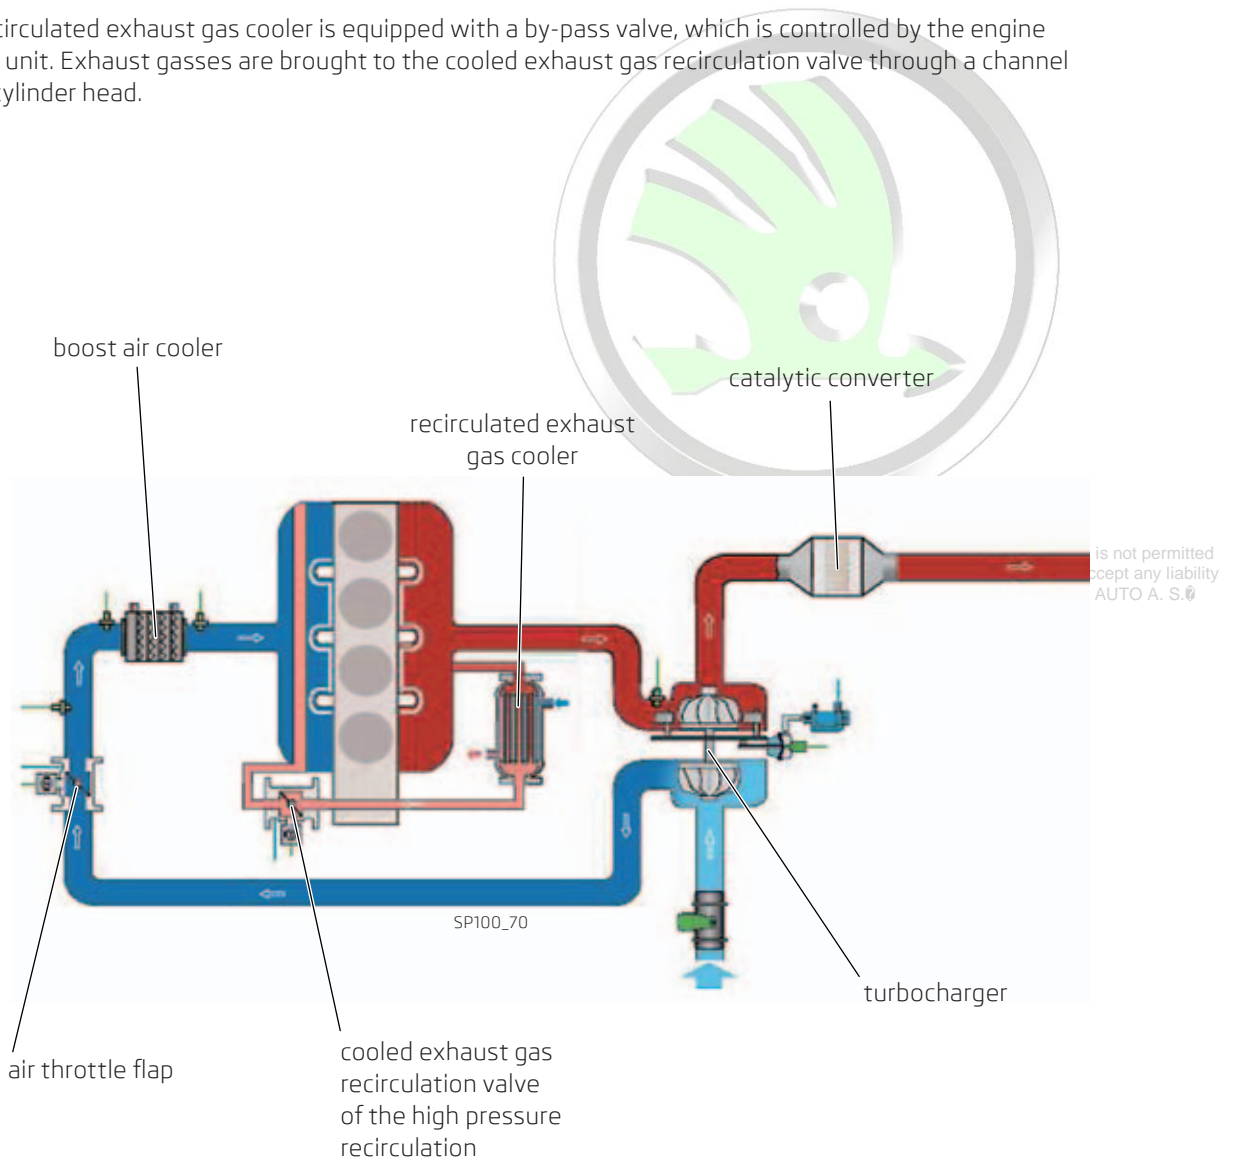 irculated exhaust gas cooler is equipped with a by-pass valve, which is controlled by the engine
unit. Exhaust gasses are brought to the cooled exhaust gas recirculation valve through a channel
cylinder head.
boost air cooler
catalytic converter
recirculated exhaust
gas cooler
is not permitted
ccept any liability
AUTO A. S.�
SP100_70
turbocharger
air throttle flap
cooled exhaust gas
recirculation valve
of the high pressure
recirculation